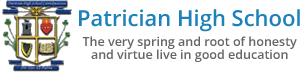 Patrician High School
The very spring and root of honesty
and virtue live in good education